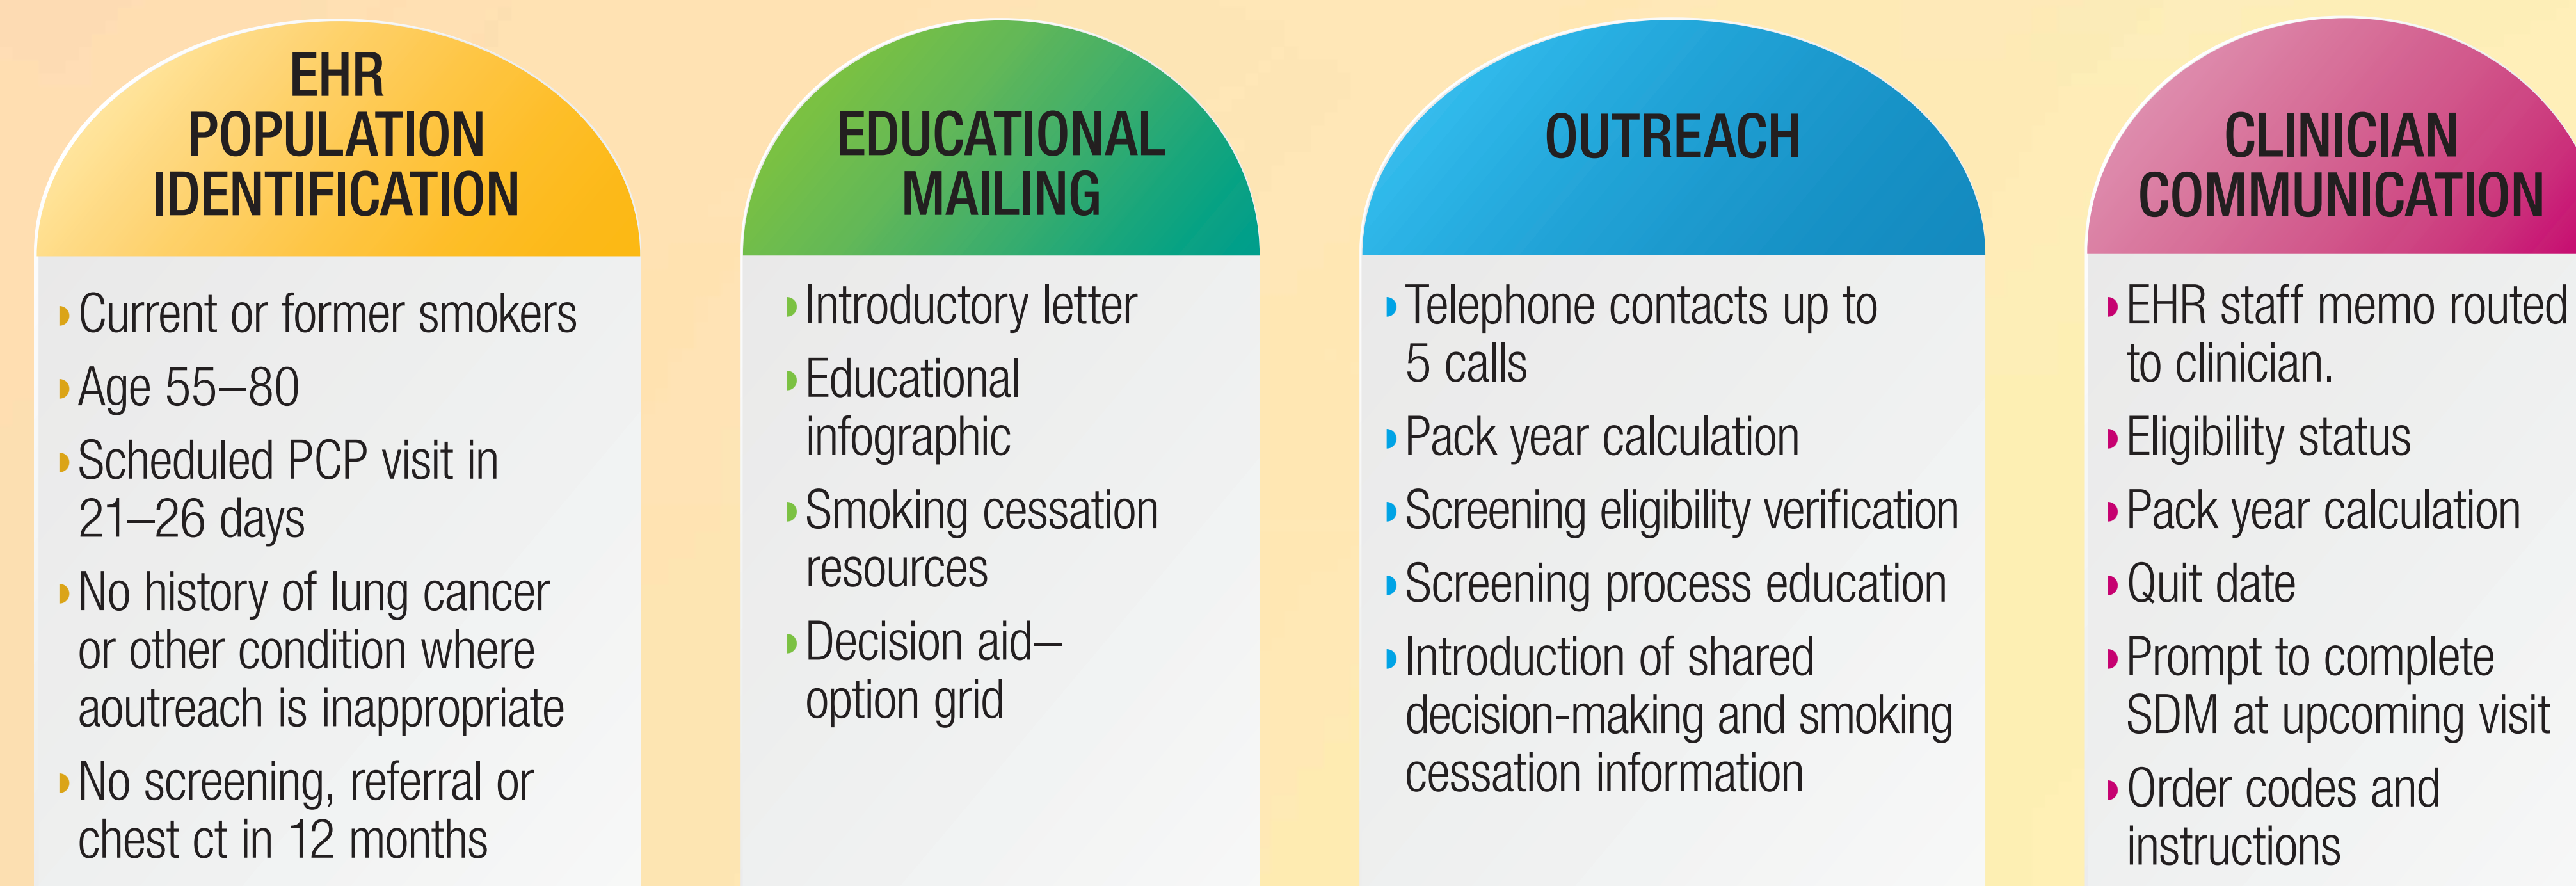 EHR
POPULATION
IDENTIFICATION
Current or former smokers
Age 55–80
Scheduled PCP visit in
21–26 days
No history of lung cancer
or other condition where
aoutreach is inappropriate
No screening, referral or
chest ct in 12 months
EDUCATIONAL
MAILING
Introductory letter
Educational
infographic
Smoking cessation
resources
Decision aid–
option grid
OUTREACH
Telephone contacts up to
5 calls
Pack year calculation
Screening eligibility verification
Screening process education
Introduction of shared
decision-making and smoking
cessation information
CLINICIAN
COMMUNICATION
EHR staff memo routed
to clinician.
Eligibility status
Pack year calculation
Quit date
Prompt to complete
SDM at upcoming visit
Order codes and
instructions